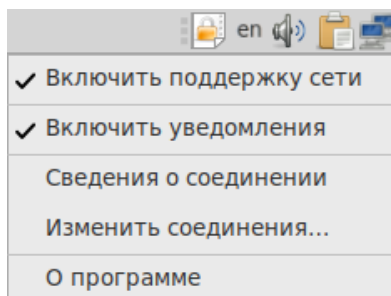 en
Включить поддержку сети
Включить уведомления
Сведения о соединении
Изменить соединения...
О программе